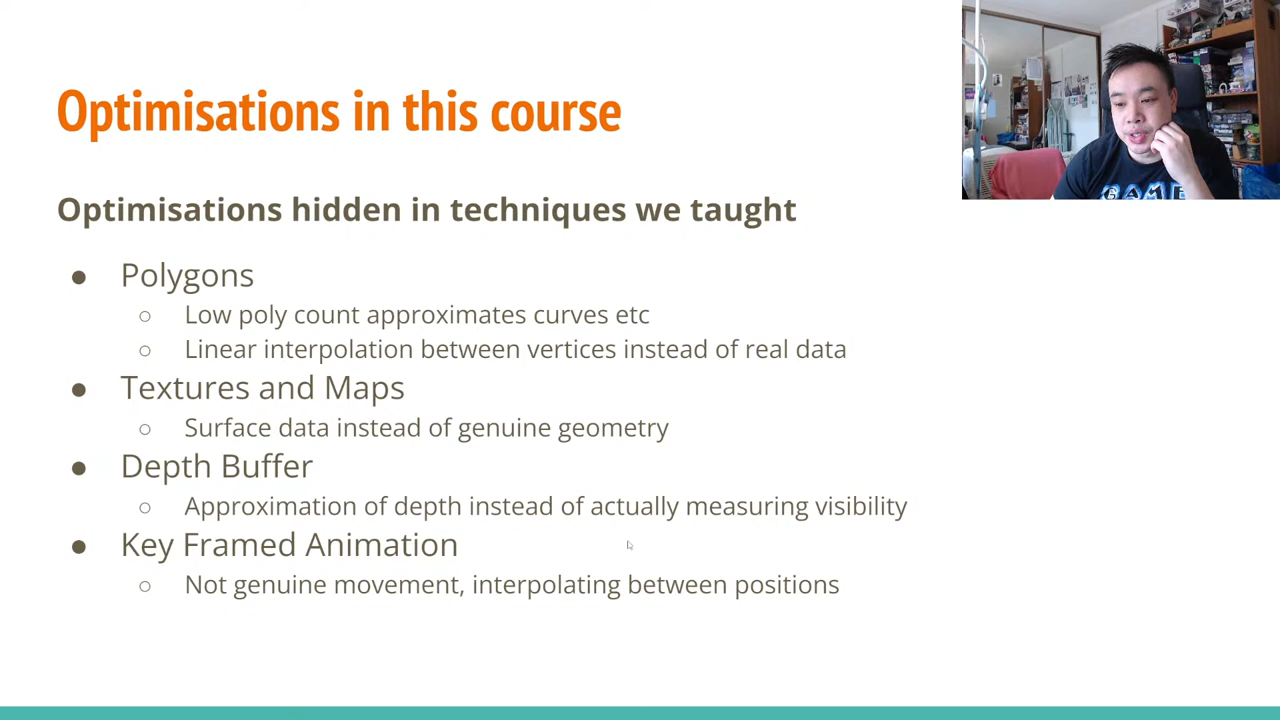 Optimisations in this course
Optimisations hidden in techniques we taught
● Polygons
○ Low poly count approximates curves etc
○ Linear interpolation between vertices instead of real data
● Textures and Maps
○ Surface data instead of genuine geometry
● Depth Buffer
○ Approximation of depth instead of actually measuring visibility
● Key Framed Animation
○ Not genuine movement, interpolating between positions
GAME